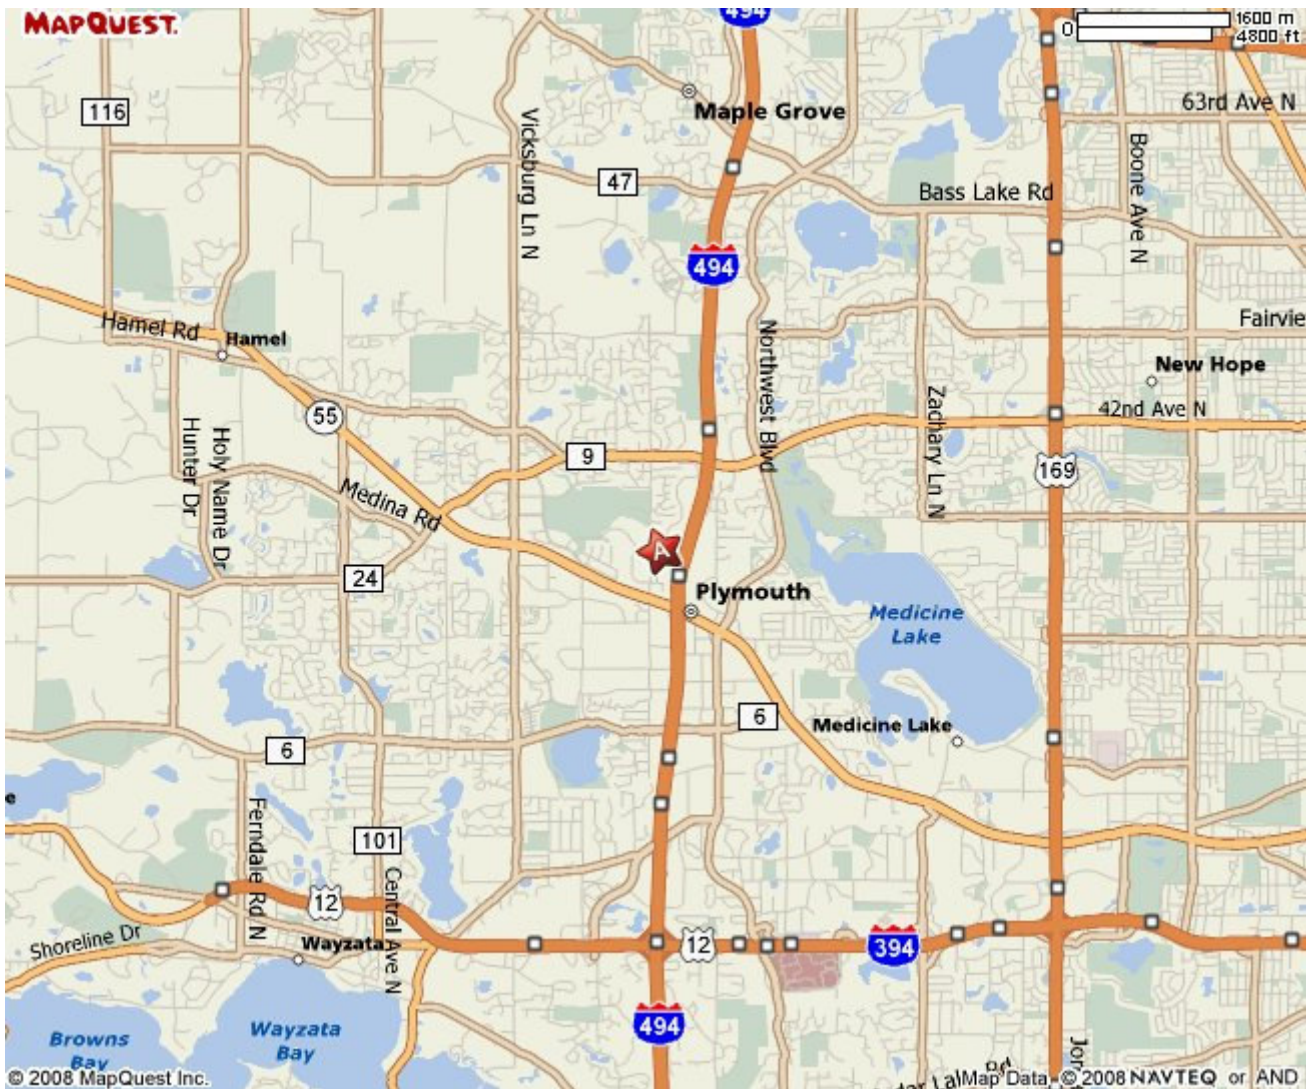 MAPQUEST.
494
0
1600 m
4800 ft
63rd Ave N
116
Maple Grove
Vicksburg Ln N
Boone Ave N
47
Bass Lake Rd
494
Hamel Rd
Hamel
Northwest Blvd
Fairvie
New Hope
Zachary Ln N
42nd Ave N
55
Hunter Dr
Holy Name Dr
9
169
Medina Rd
A
24
Plymouth
Medicine
Lake
6
Medicine Lake
6
e
Ferndale Rd N
101
Central Ave N
12
Shoreline Dr
Wayzata
12
394
494
Browns
Bay
Wayzata
Bay
Jor
Rd
© 2008 MapQuest Inc.
Map Data © 2008 NAVTEQ or AND